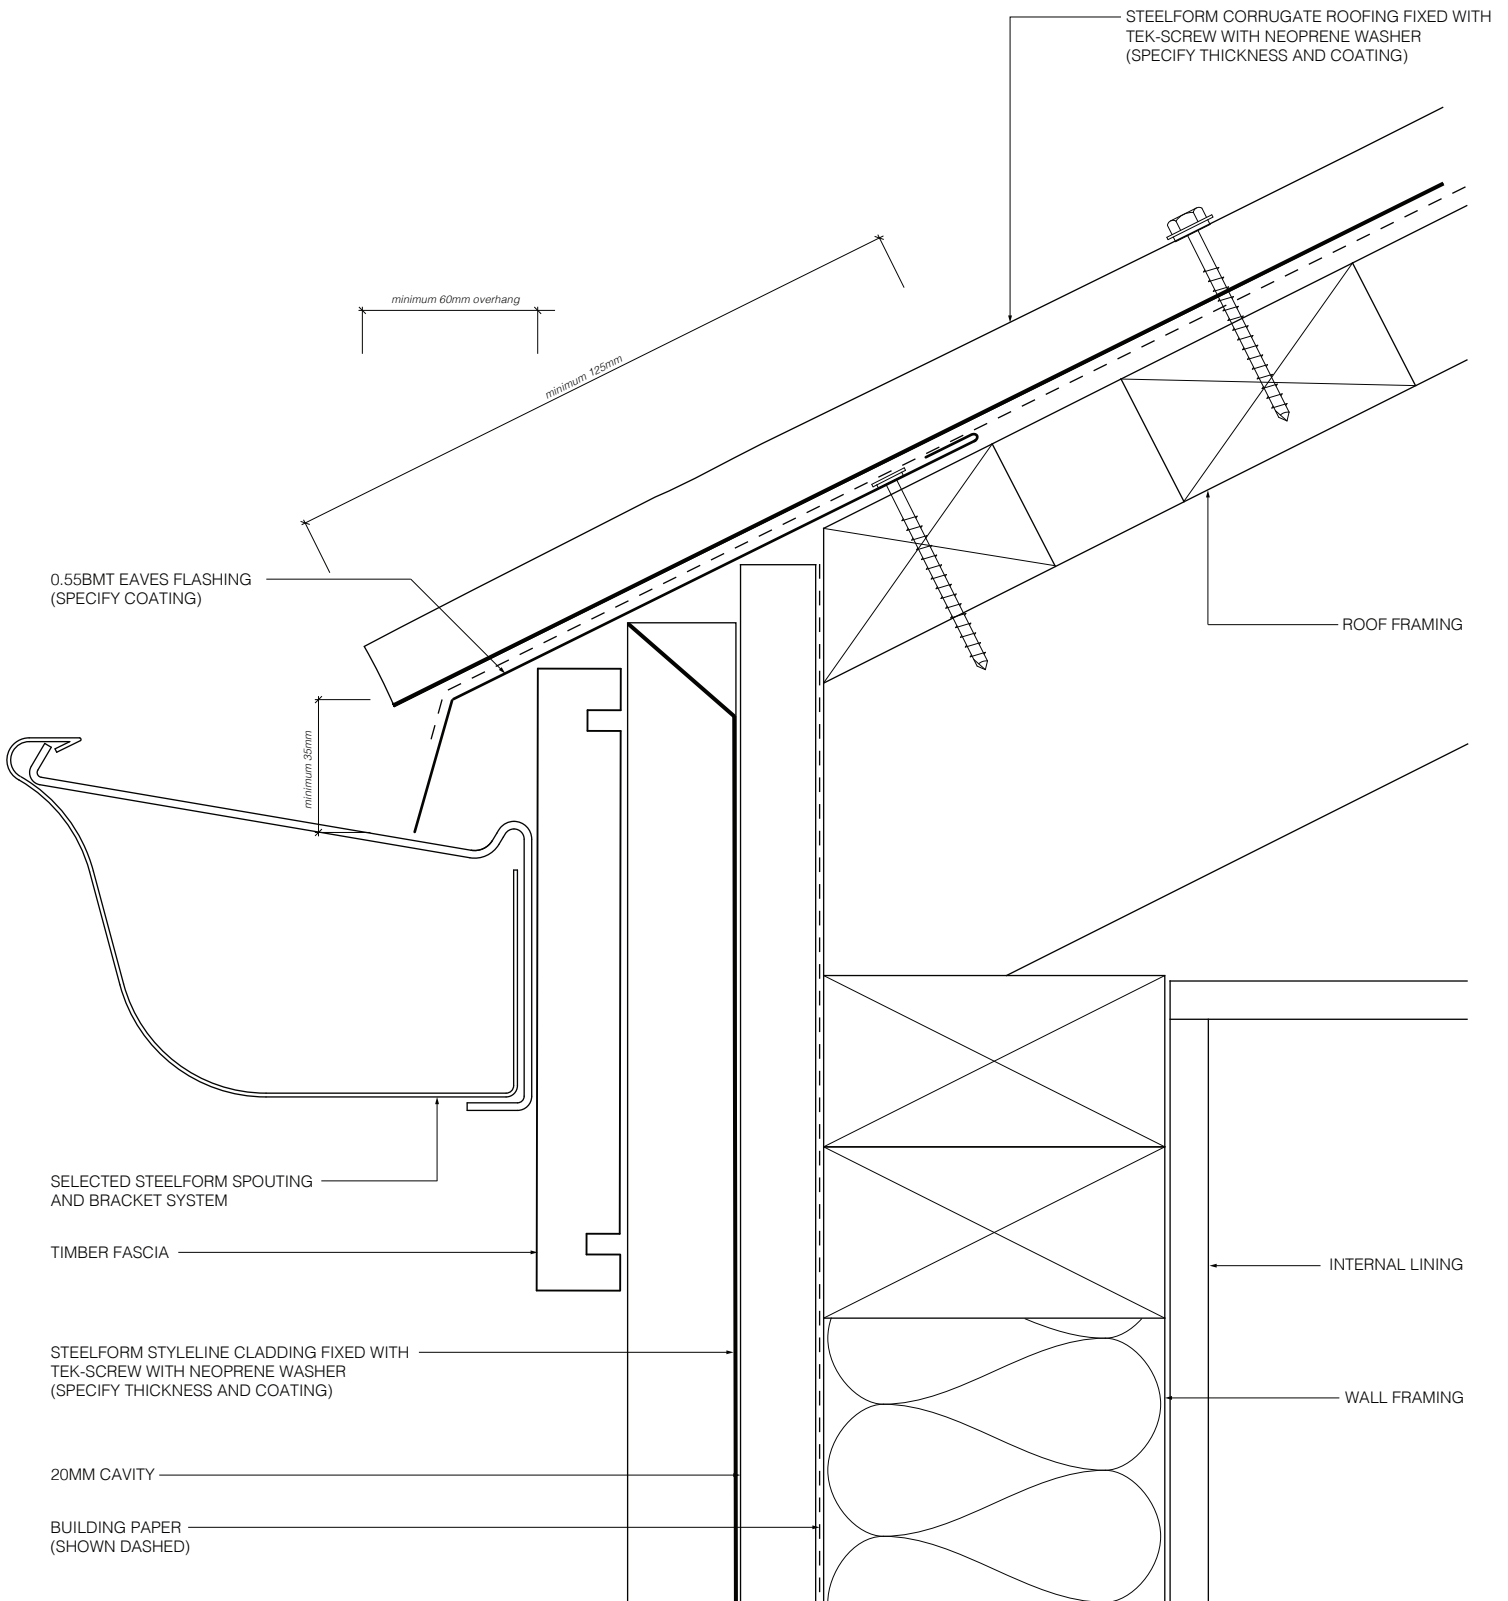 STEELFORM CORRUGATE ROOFING FIXED WITH
TEK-SCREW WITH NEOPRENE WASHER
(SPECIFY THICKNESS AND COATING)
minimum 60mm overhang
minimum 125mm
0.55BMT EAVES FLASHING
(SPECIFY COATING)
ROOF FRAMING
minimum 35mm
SELECTED STEELFORM SPOUTING
AND BRACKET SYSTEM
TIMBER FASCIA
INTERNAL LINING
STEELFORM STYLELINE CLADDING FIXED WITH
TEK-SCREW WITH NEOPRENE WASHER
(SPECIFY THICKNESS AND COATING)
WALL FRAMING
20MM CAVITY
BUILDING PAPER
(SHOWN DASHED)